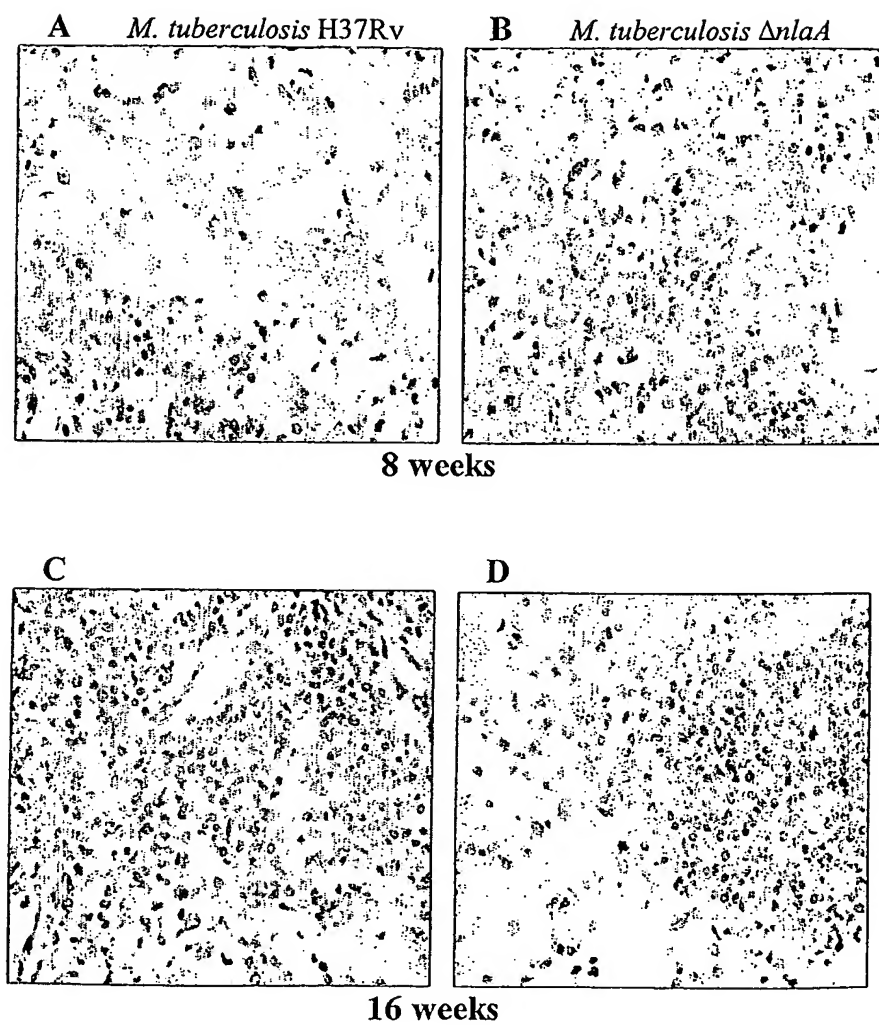 A M. tuberculosis H37Rv B M. tuberculosis ΔnlaA
8 weeks
C D
16 weeks